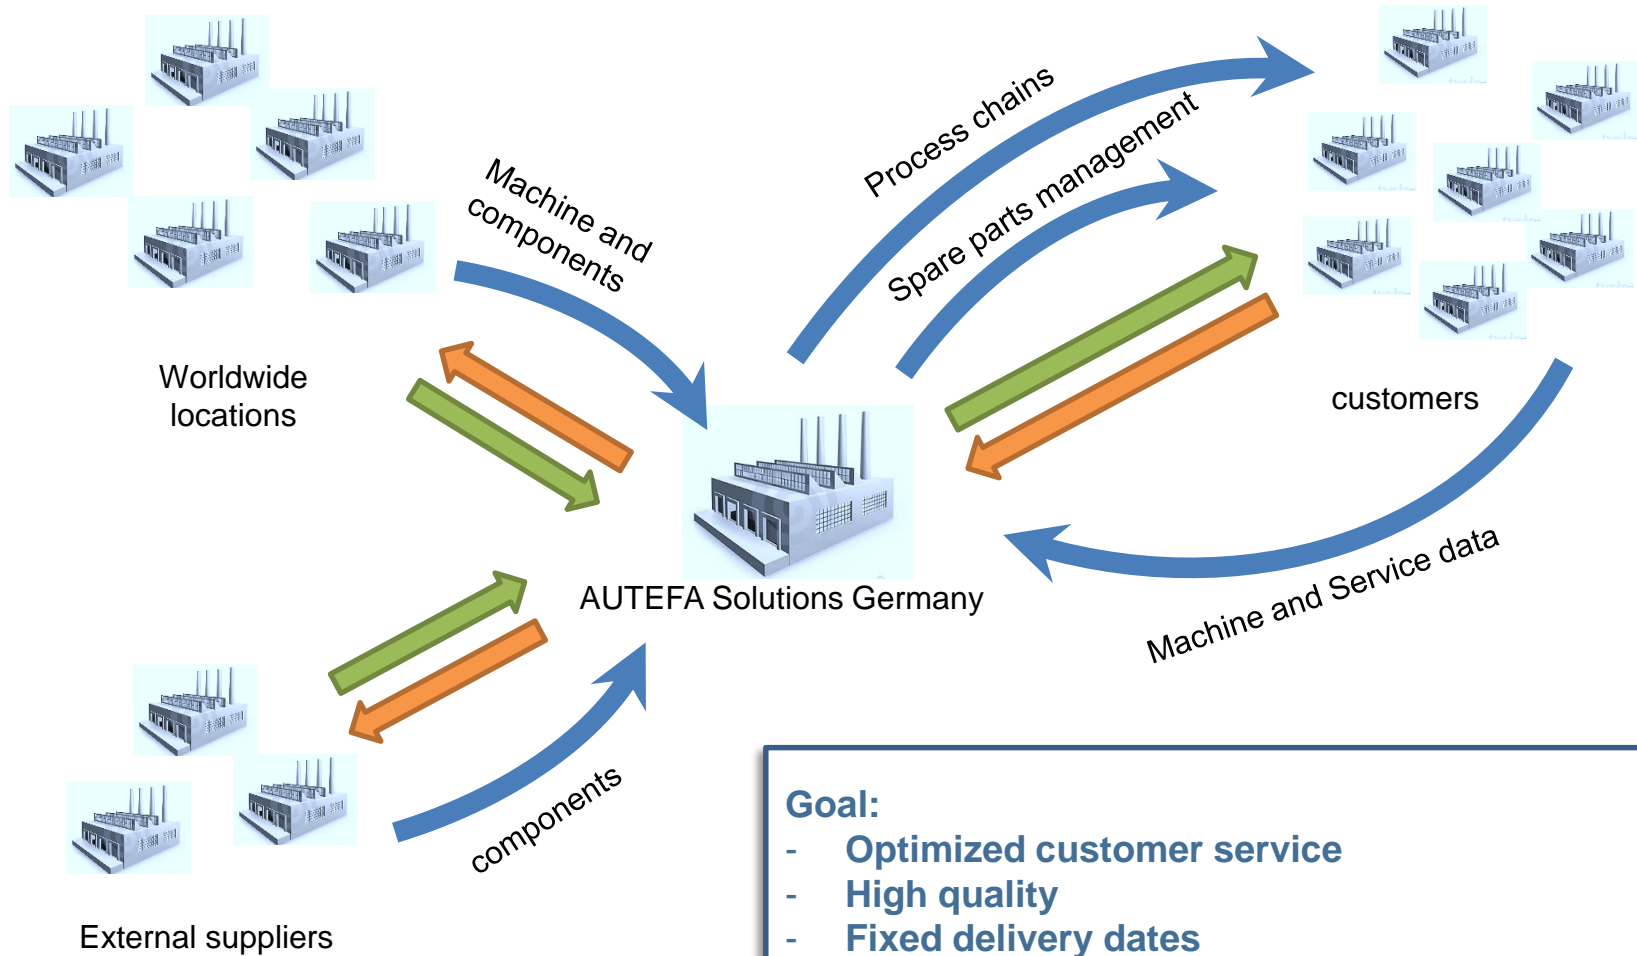 Process chains
Spare parts management
Machine and
components
Worldwide
locations
customers
AUTEFA Solutions Germany
Machine and Service data
components
External suppliers
Goal:
- Optimized customer service
- High quality
- Fixed delivery dates